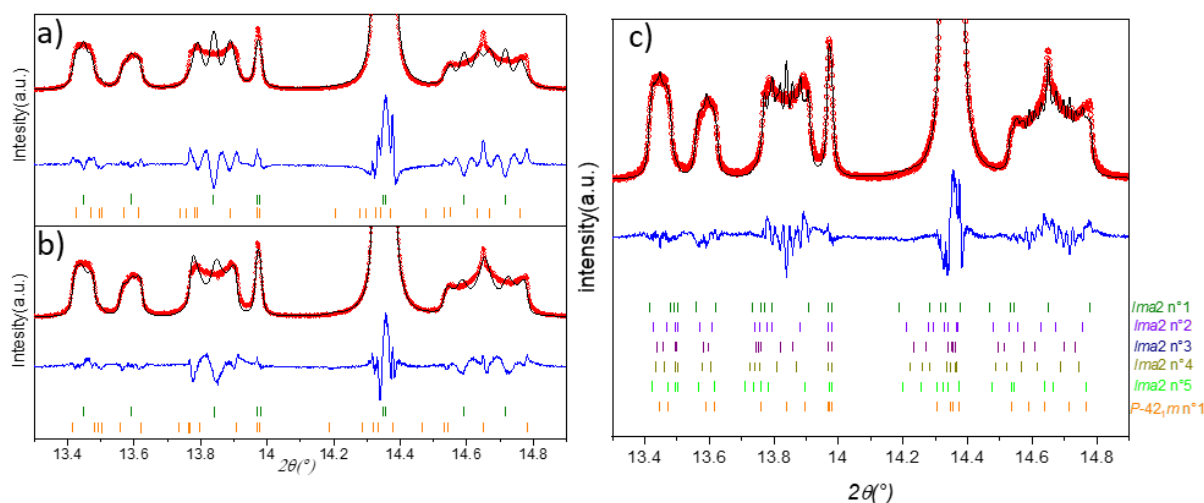 a)
Intesity(a.u.)
b)
Intesity(a.u.)
13.4 13.6 13.8 14.0 14.2 14.4 14.6 14.8
2θ(°)
c)
intensity(a.u.)
Ima2 n°1
Ima2 n°2
Ima2 n°3
Ima2 n°4
Ima2 n°5
P-42₁m n°1
13.4 13.6 13.8 14 14.2 14.4 14.6 14.8
2θ(°)